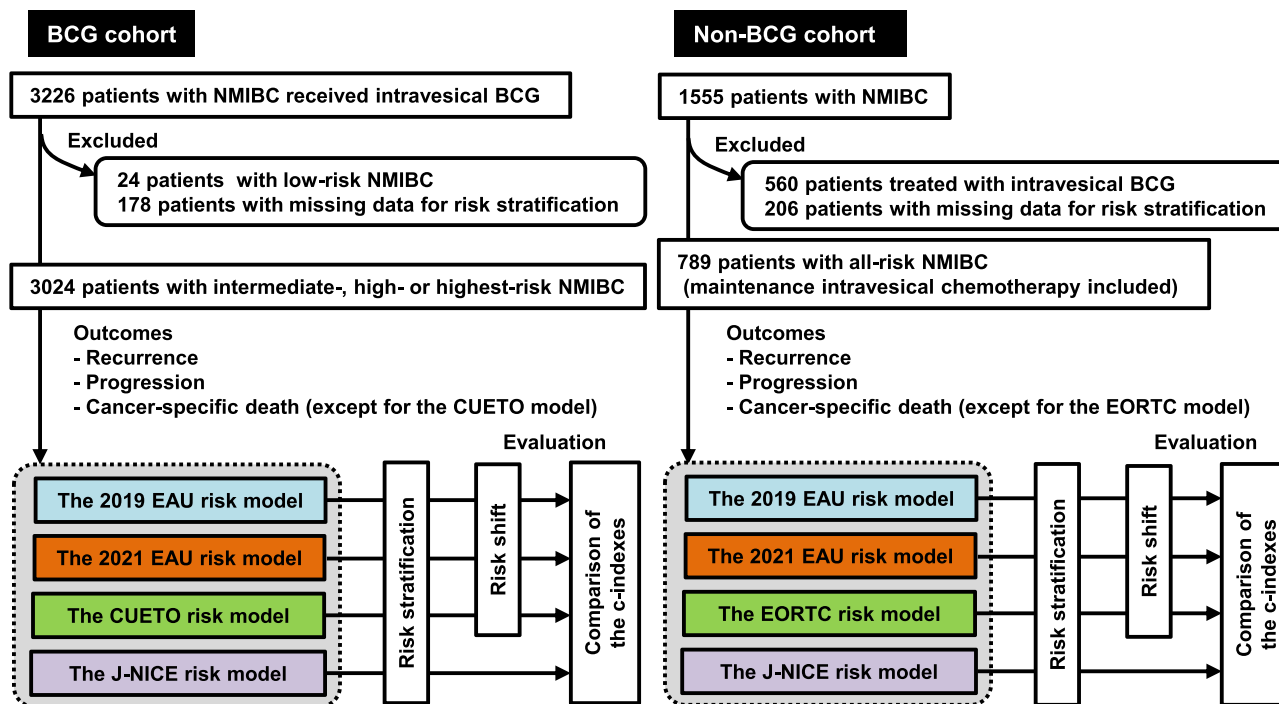 BCG cohort
3226 patients with NMIBC received intravesical BCG
Excluded
24 patients with low-risk NMIBC
178 patients with missing data for risk stratification
3024 patients with intermediate-, high- or highest-risk NMIBC
Outcomes
- Recurrence
- Progression
- Cancer-specific death (except for the CUETO model)
Evaluation
The 2019 EAU risk model
The 2021 EAU risk model
The CUETO risk model
The J-NICE risk model
Risk stratification
Risk shift
Comparison of
the c-indexes
Non-BCG cohort
1555 patients with NMIBC
Excluded
560 patients treated with intravesical BCG
206 patients with missing data for risk stratification
789 patients with all-risk NMIBC
(maintenance intravesical chemotherapy included)
Outcomes
- Recurrence
- Progression
- Cancer-specific death (except for the EORTC model)
Evaluation
The 2019 EAU risk model
The 2021 EAU risk model
The EORTC risk model
The J-NICE risk model
Risk stratification
Risk shift
Comparison of
the c-indexes